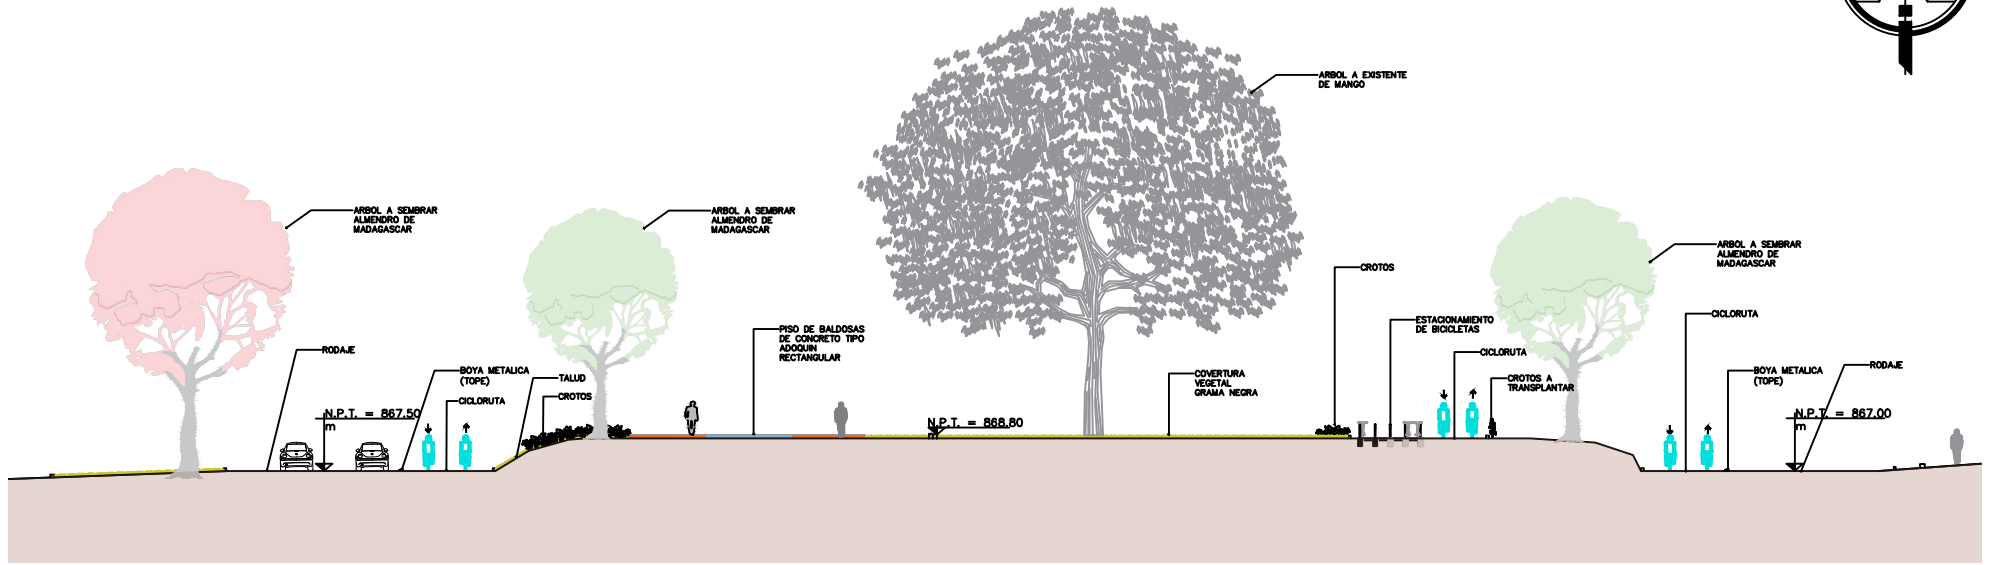 ARBOL A EXISTENTE
DE MANGO
ARBOL A SEMBRAR
ALMENDRO DE
MADAGASCAR
ARBOL A SEMBRAR
ALMENDRO DE
MADAGASCAR
ARBOL A SEMBRAR
ALMENDRO DE
MADAGASCAR
CROTOS
CICLORUTA
ESTACIONAMIENTO
DE BICICLETAS
PISO DE BALDOSAS
DE CONCRETO TIPO
ADOQUIN
RECTANGULAR
RODAJE
CICLORUTA
RODAJE
BOYA METALICA
(TOPE)
TALUD
COVERTURA
VEGETAL
GRAMA NEGRA
CROTOS A
TRANSPLANTAR
BOYA METALICA
(TOPE)
CICLORUTA
CROTOS
N.P.T. = 867.50
m
N.P.T. = 868.80
m
N.P.T. = 867.00
m